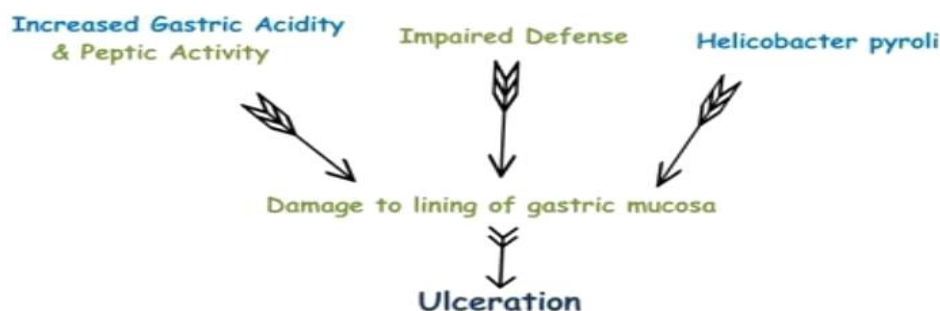 Increased Gastric Acidity
& Peptic Activity
Impaired Defense
Helicobacter pyroli
Damage to lining of gastric mucosa
Ulceration